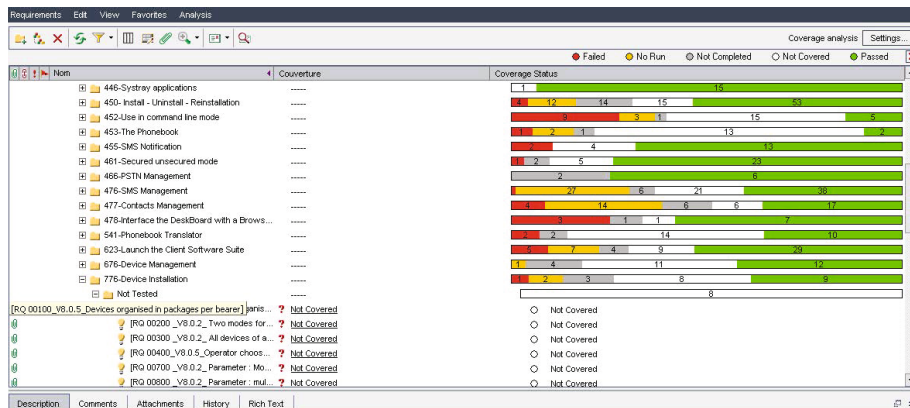 Requirements Edit View Favorites Analysis
Coverage analysis Settings...
Failed No Run Not Completed Not Covered Passed
Nom Couverture Coverage Status
446-Systray applications ----- 1 15
450- Install - Uninstall - Reinstallation ----- 4 12 14 15 53
452-Use in command line mode ----- 9 3 1 15 5
453-The Phonebook ----- 1 2 1 13 2
455-SMS Notification ----- 2 4 13
461-Secured unsecured mode ----- 1 2 5 23
466-PSTN Management ----- 2 6
476-SMS Management ----- 27 6 21 38
477-Contacts Management ----- 4 14 6 6 17
478-Interface the DeskBoard with a Brows... ----- 3 1 1 7
541-Phonebook Translator ----- 2 2 14 10
623-Launch the Client Software Suite ----- 5 7 4 9 29
676-Device Management ----- 1 4 11 12
776-Device Installation ----- 1 2 3 8 9
Not Tested ----- 8
[RQ 00100_V8.0.5_Devices organised in packages per bearer] ganis... ? Not Covered Not Covered
[RQ 00200 _V8.0.2_ Two modes for... ? Not Covered Not Covered
[RQ 00300 _V8.0.2_ All devices of a... ? Not Covered Not Covered
[RQ 00400 _V8.0.5_Operator choos... ? Not Covered Not Covered
[RQ 00700 _V8.0.2_ Parameter : Mo... ? Not Covered Not Covered
[RQ 00800 _V8.0.2_ Parameter : mul... ? Not Covered Not Covered
Description Comments Attachments History Rich Text